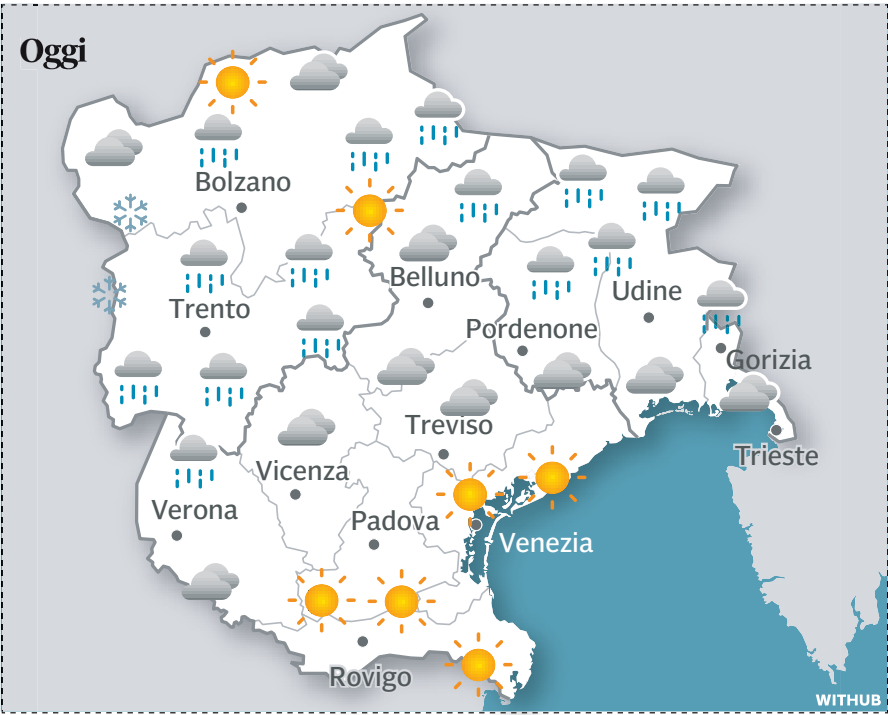 Oggi
Bolzano
Belluno
Trento
Udine
Pordenone
Gorizia
Treviso
Trieste
Vicenza
Verona
Padova
Venezia
Rovigo
WITHUB